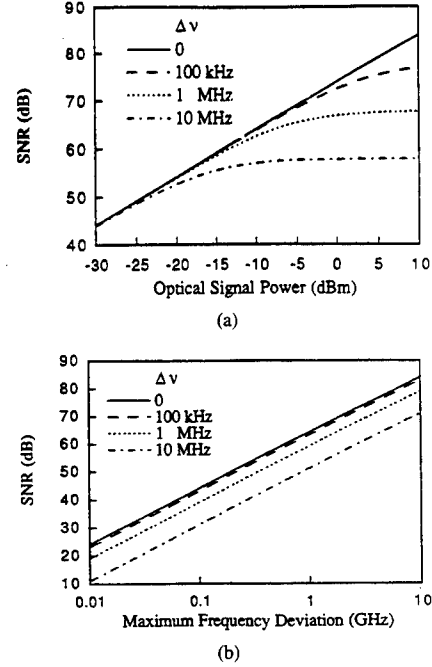 90
Δ ν
0
100 kHz
1 MHz
10 MHz
80
70
60
50
40
SNR (dB)
-30 -25 -20 -15 -10 -5 0 5 10
Optical Signal Power (dBm)
(a)
90
Δ ν
0
100 kHz
1 MHz
10 MHz
80
70
60
50
40
30
20
10
SNR (dB)
0.01 0.1 1 10
Maximum Frequency Deviation (GHz)
(b)